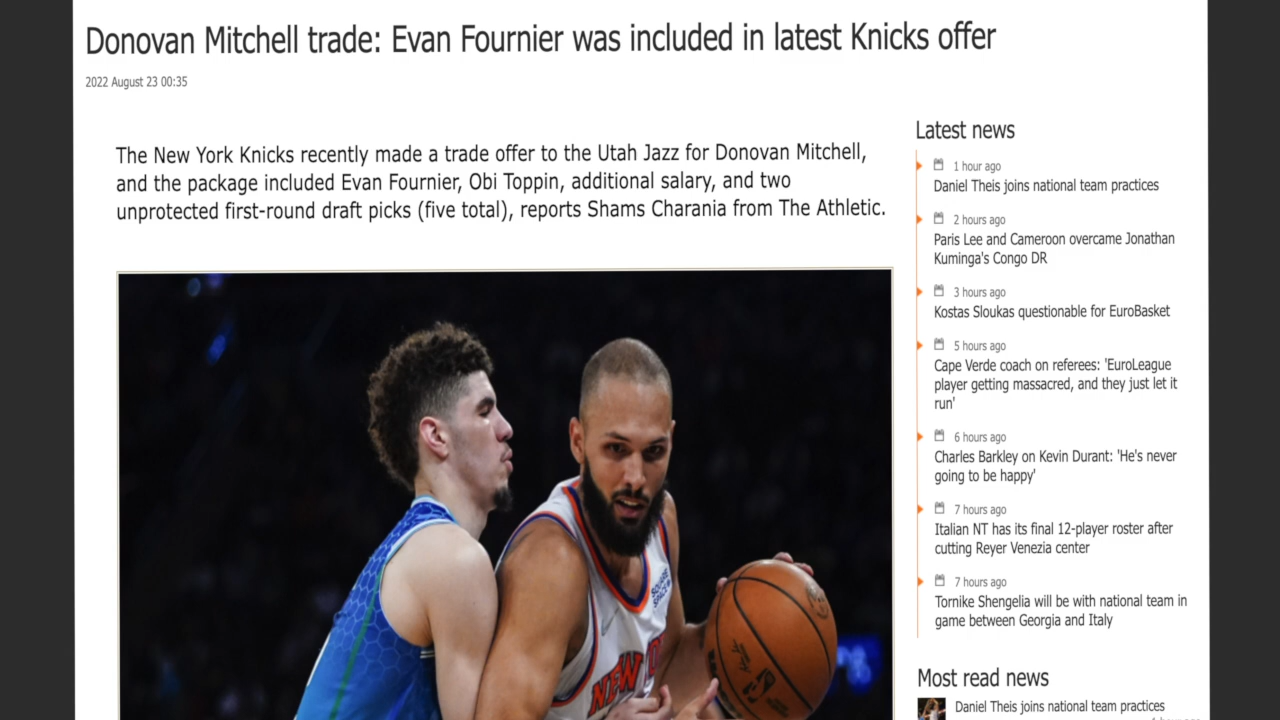 Donovan Mitchell trade: Evan Fournier was included in latest Knicks offer
2022 August 23 00:35
The New York Knicks recently made a trade offer to the Utah Jazz for Donovan Mitchell,
and the package included Evan Fournier, Obi Toppin, additional salary, and two
unprotected first-round draft picks (five total), reports Shams Charania from The Athletic.
NEW YO
Latest news
1 hour ago
Daniel Theis joins national team practices
2 hours ago
Paris Lee and Cameroon overcame Jonathan
Kuminga's Congo DR
3 hours ago
Kostas Sloukas questionable for EuroBasket
5 hours ago
Cape Verde coach on referees: 'EuroLeague
player getting massacred, and they just let it
run'
6 hours ago
Charles Barkley on Kevin Durant: 'He's never
going to be happy'
7 hours ago
Italian NT has its final 12-player roster after
cutting Reyer Venezia center
7 hours ago
Tornike Shengelia will be with national team in
game between Georgia and Italy
Most read news
Daniel Theis joins national team practices